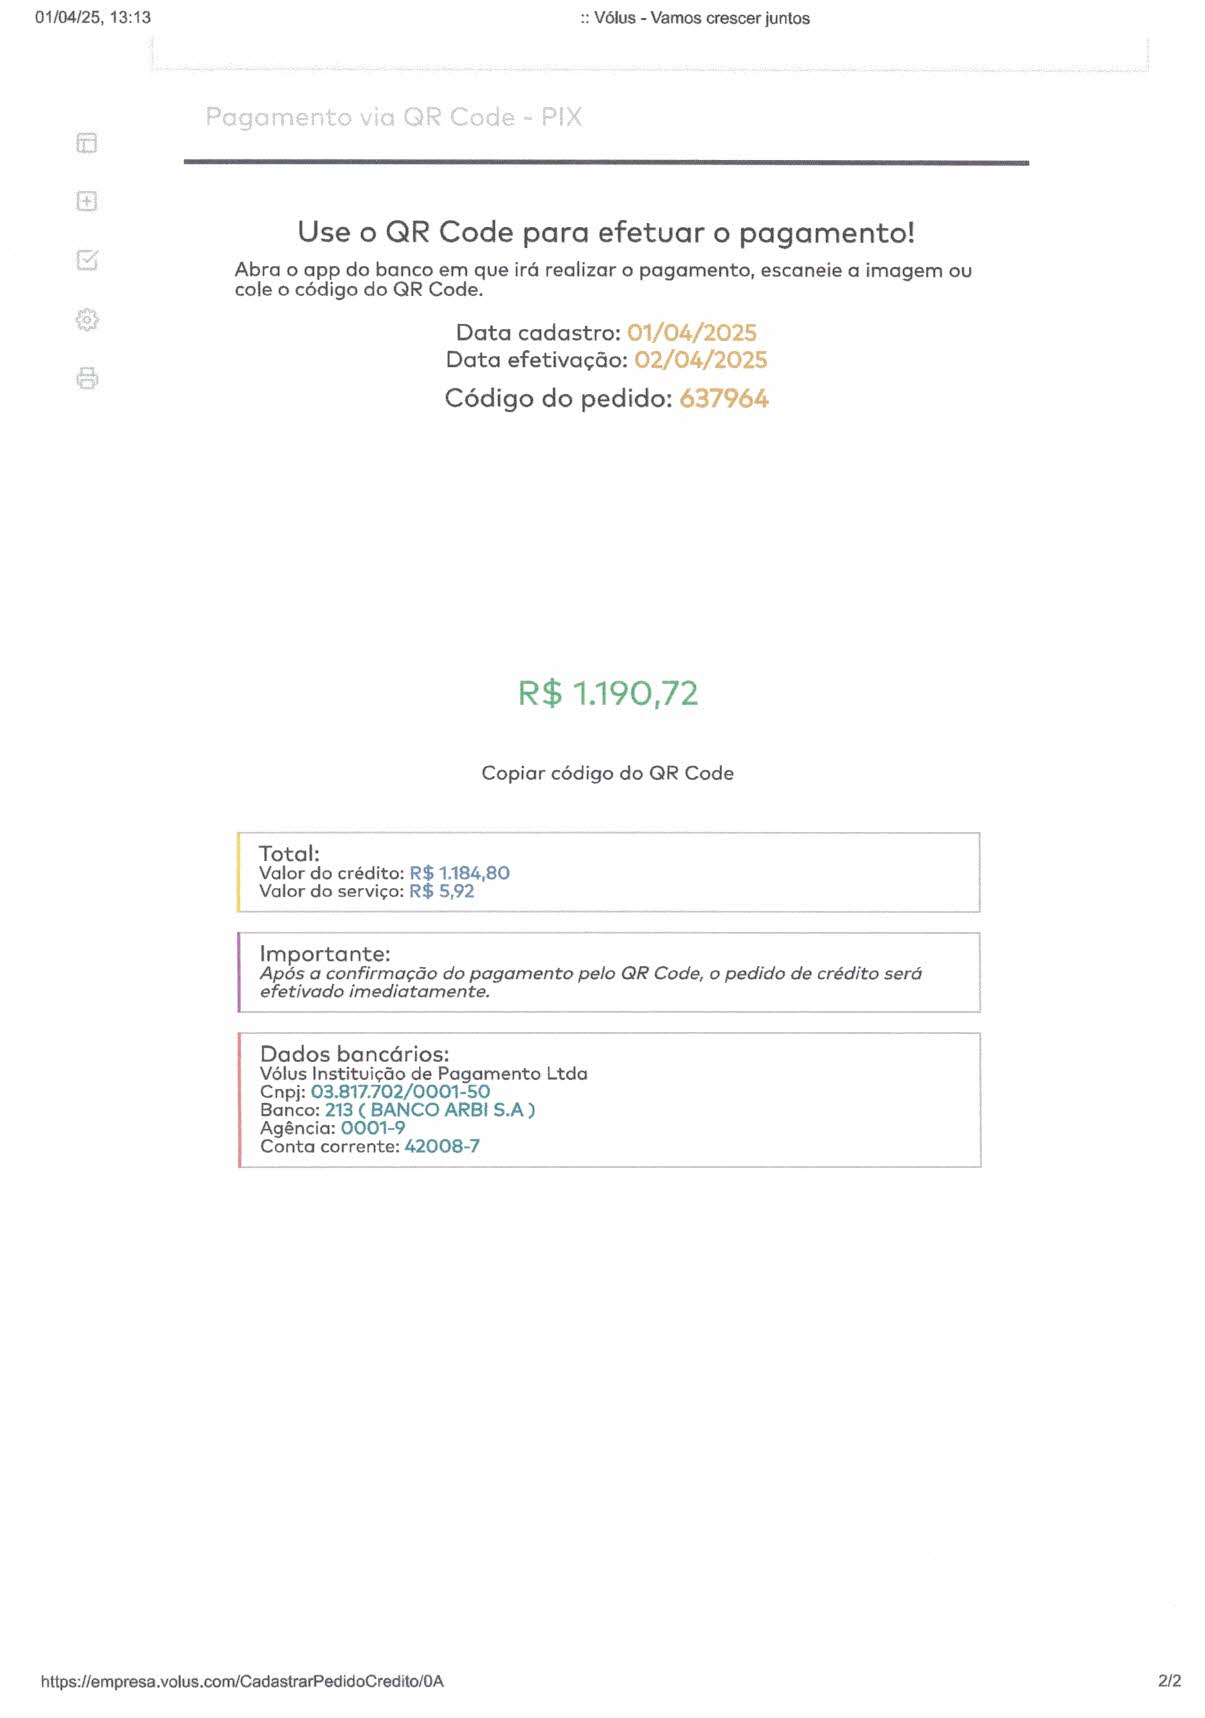 01/04/25, 13:13
:: Vólus - Vamos crescer juntos
Pagamento via QR Code - PIX
Use o QR Code para efetuar o pagamento!
Abra o app do banco em que irá realizar o pagamento, escaneie a imagem ou
cole o código do QR Code.
Data cadastro: 01/04/2025
Data efetivação: 02/04/2025
Código do pedido: 637964
R$ 1.190,72
Copiar código do QR Code
Total:
Valor do crédito: R$ 1.184,80
Valor do serviço: R$ 5,92
Importante:
Após a confirmação do pagamento pelo QR Code, o pedido de crédito será
efetivado imediatamente.
Dados bancários:
Vólus Instituição de Pagamento Ltda
Cnpj: 03.817.702/0001-50
Banco: 213 ( BANCO ARBI S.A )
Agência: 0001-9
Conta corrente: 42008-7
https://empresa.volus.com/CadastrarPedidoCredito/0A
2/2